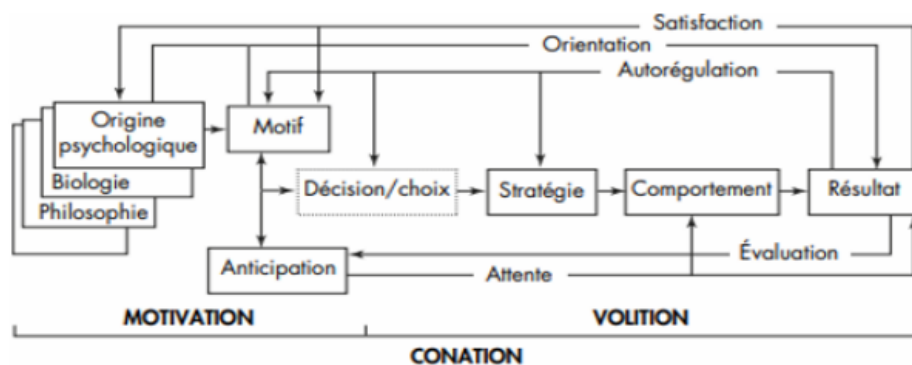 Satisfaction
Orientation
Autorégulation
Origine
psychologique
Motif
Biologie
Philosophie
Décision/choix
Stratégie
Comportement
Résultat
Anticipation
Attente
Évaluation
MOTIVATION
VOLITION
CONATION